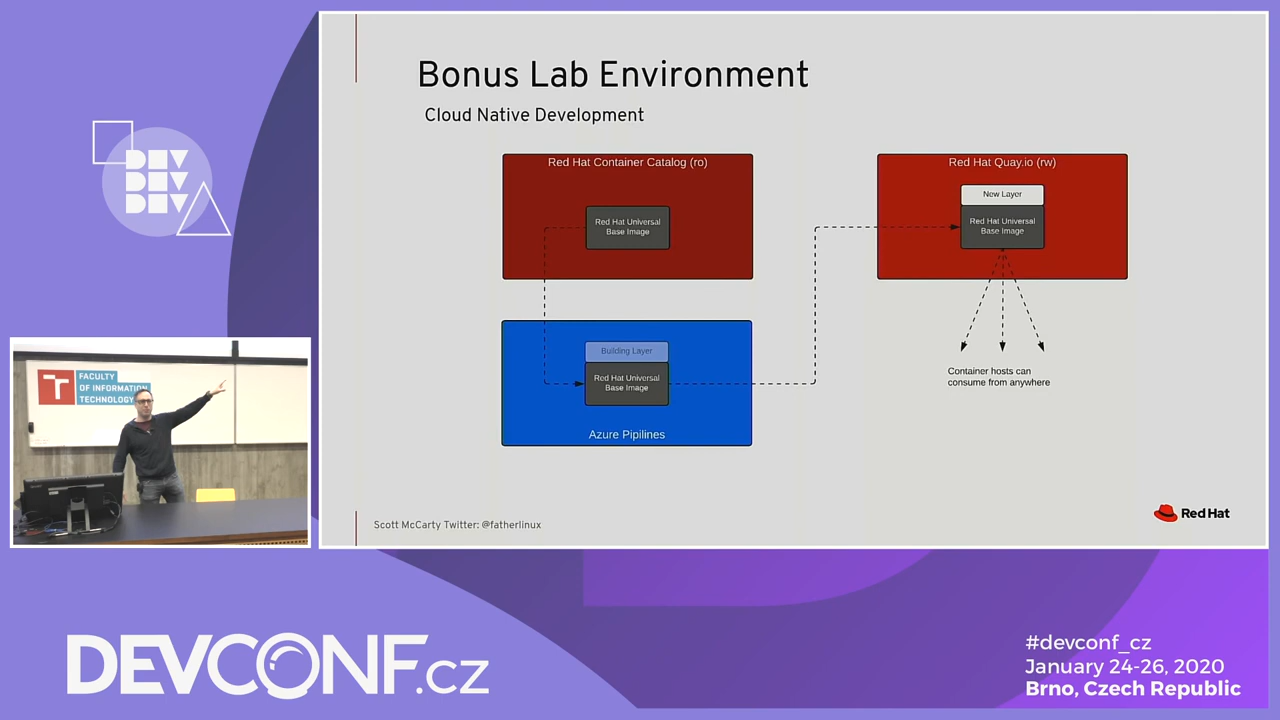 DEV
DEV
DEV
Bonus Lab Environment
Cloud Native Development
Red Hat Container Catalog (ro)
Red Hat Universal
Base Image
Building Layer
Red Hat Universal
Base Image
Azure Pipilines
Red Hat Quay.io (rw)
New Layer
Red Hat Universal
Base Image
Container hosts can
consume from anywhere
Scott McCarty Twitter: @fatherlinux
Red Hat
FACULTY
OF INFORMATION
TECHNOLOGY
DEVCONF.cz
#devconf_cz
January 24-26, 2020
Brno, Czech Republic